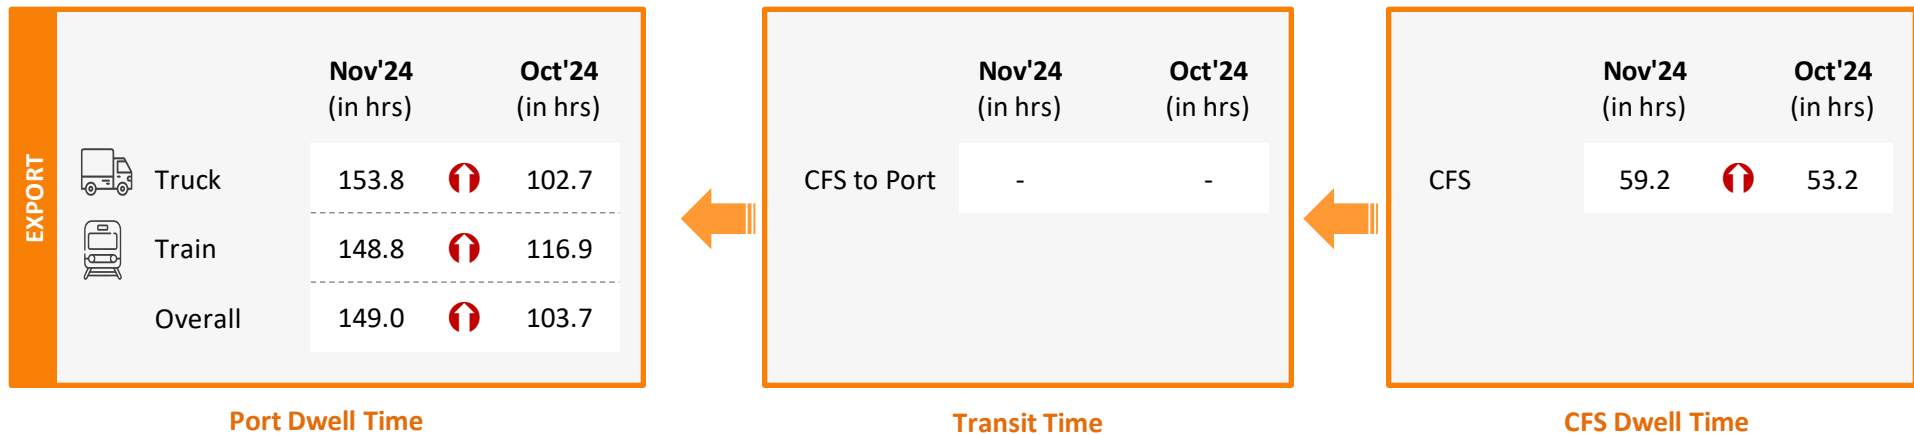 EXPORT
Nov'24 Oct'24
(in hrs) (in hrs)
Truck 153.8 102.7
Train 148.8 116.9
Overall 149.0 103.7
Port Dwell Time
Nov'24 Oct'24
(in hrs) (in hrs)
CFS to Port - -
Transit Time
Nov'24 Oct'24
(in hrs) (in hrs)
CFS 59.2 53.2
CFS Dwell Time